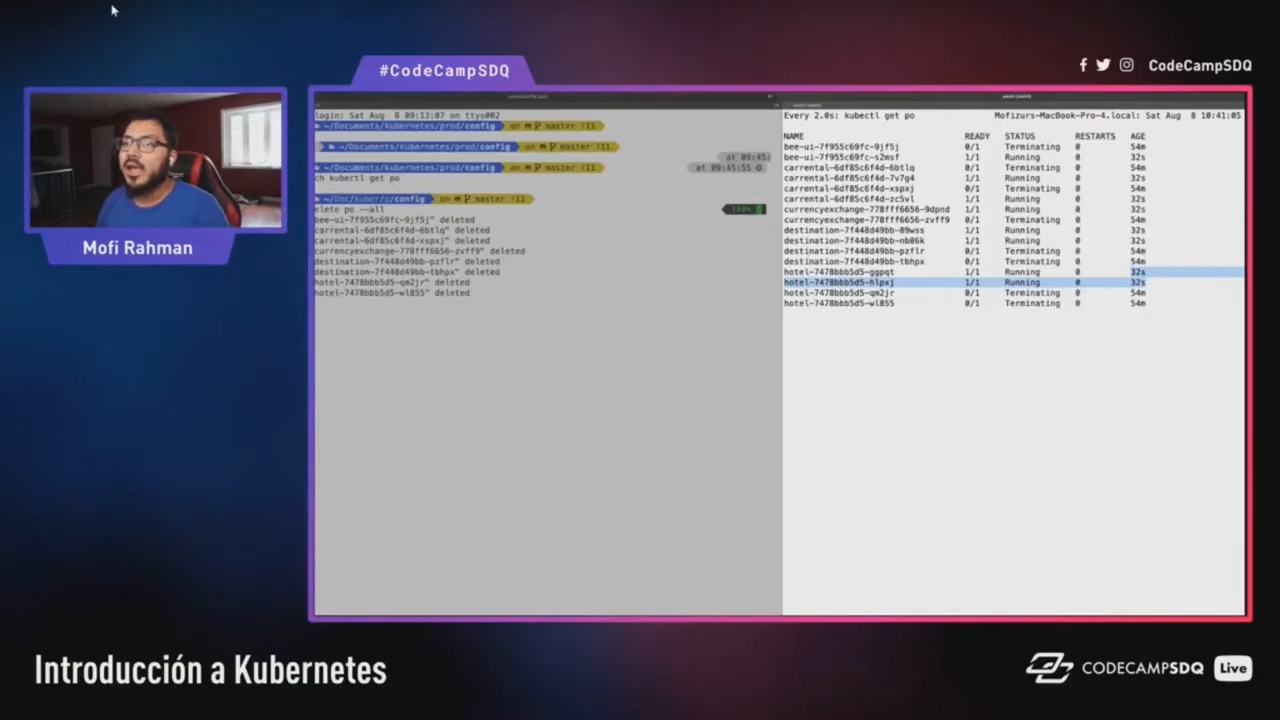 #CodeCampSDQ
CodeCampSDQ
Mofi Rahman
login: Sat Aug  8 09:13:07 on ttys002
~/Documents/kubernetes/prod/config on master !11
~/Documents/kubernetes/prod/config on master !11
at 09:45:
~/Documents/kubernetes/prod/config on master !11 at 09:45:55
ch kubectl get po
~/Doc/kuber/p/config on master !11
elete po --all
bee-ui-7f955c69fc-9jf5j" deleted
carrental-6df85c6f4d-6btlq" deleted
carrental-6df85c6f4d-xspxj" deleted
currencyexchange-778fff6656-zvff9" deleted
destination-7f448d49bb-pzflr" deleted
destination-7f448d49bb-tbhpx" deleted
hotel-7478bbb5d5-qm2jr" deleted
hotel-7478bbb5d5-wl855" deleted
Every 2.0s: kubectl get po Mofizurs-MacBook-Pro-4.local: Sat Aug  8 10:41:05
NAME READY STATUS RESTARTS AGE
bee-ui-7f955c69fc-9jf5j 0/1 Terminating 0 54m
bee-ui-7f955c69fc-s2msf 1/1 Running 0 32s
carrental-6df85c6f4d-6btlq 0/1 Terminating 0 54m
carrental-6df85c6f4d-7v7g4 1/1 Running 0 32s
carrental-6df85c6f4d-xspxj 0/1 Terminating 0 54m
carrental-6df85c6f4d-zc5vl 1/1 Running 0 32s
currencyexchange-778fff6656-9dpnd 1/1 Running 0 32s
currencyexchange-778fff6656-zvff9 0/1 Terminating 0 54m
destination-7f448d49bb-89wss 1/1 Running 0 32s
destination-7f448d49bb-nb86k 1/1 Running 0 32s
destination-7f448d49bb-pzflr 0/1 Terminating 0 54m
destination-7f448d49bb-tbhpx 0/1 Terminating 0 54m
hotel-7478bbb5d5-ggpqt 1/1 Running 0 32s
hotel-7478bbb5d5-hlpxj 1/1 Running 0 32s
hotel-7478bbb5d5-qm2jr 0/1 Terminating 0 54m
hotel-7478bbb5d5-wl855 0/1 Terminating 0 54m
Introducción a Kubernetes
CODECAMPSDQ Live